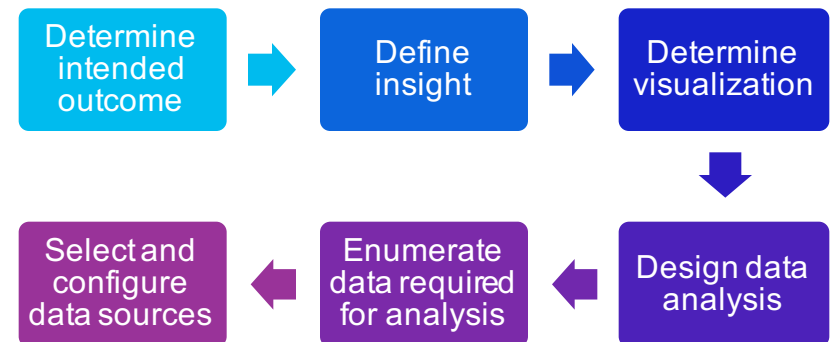 Determine
intended
outcome
Define
insight
Determine
visualization
Design data
analysis
Enumerate
data required
for analysis
Select and
configure
data sources